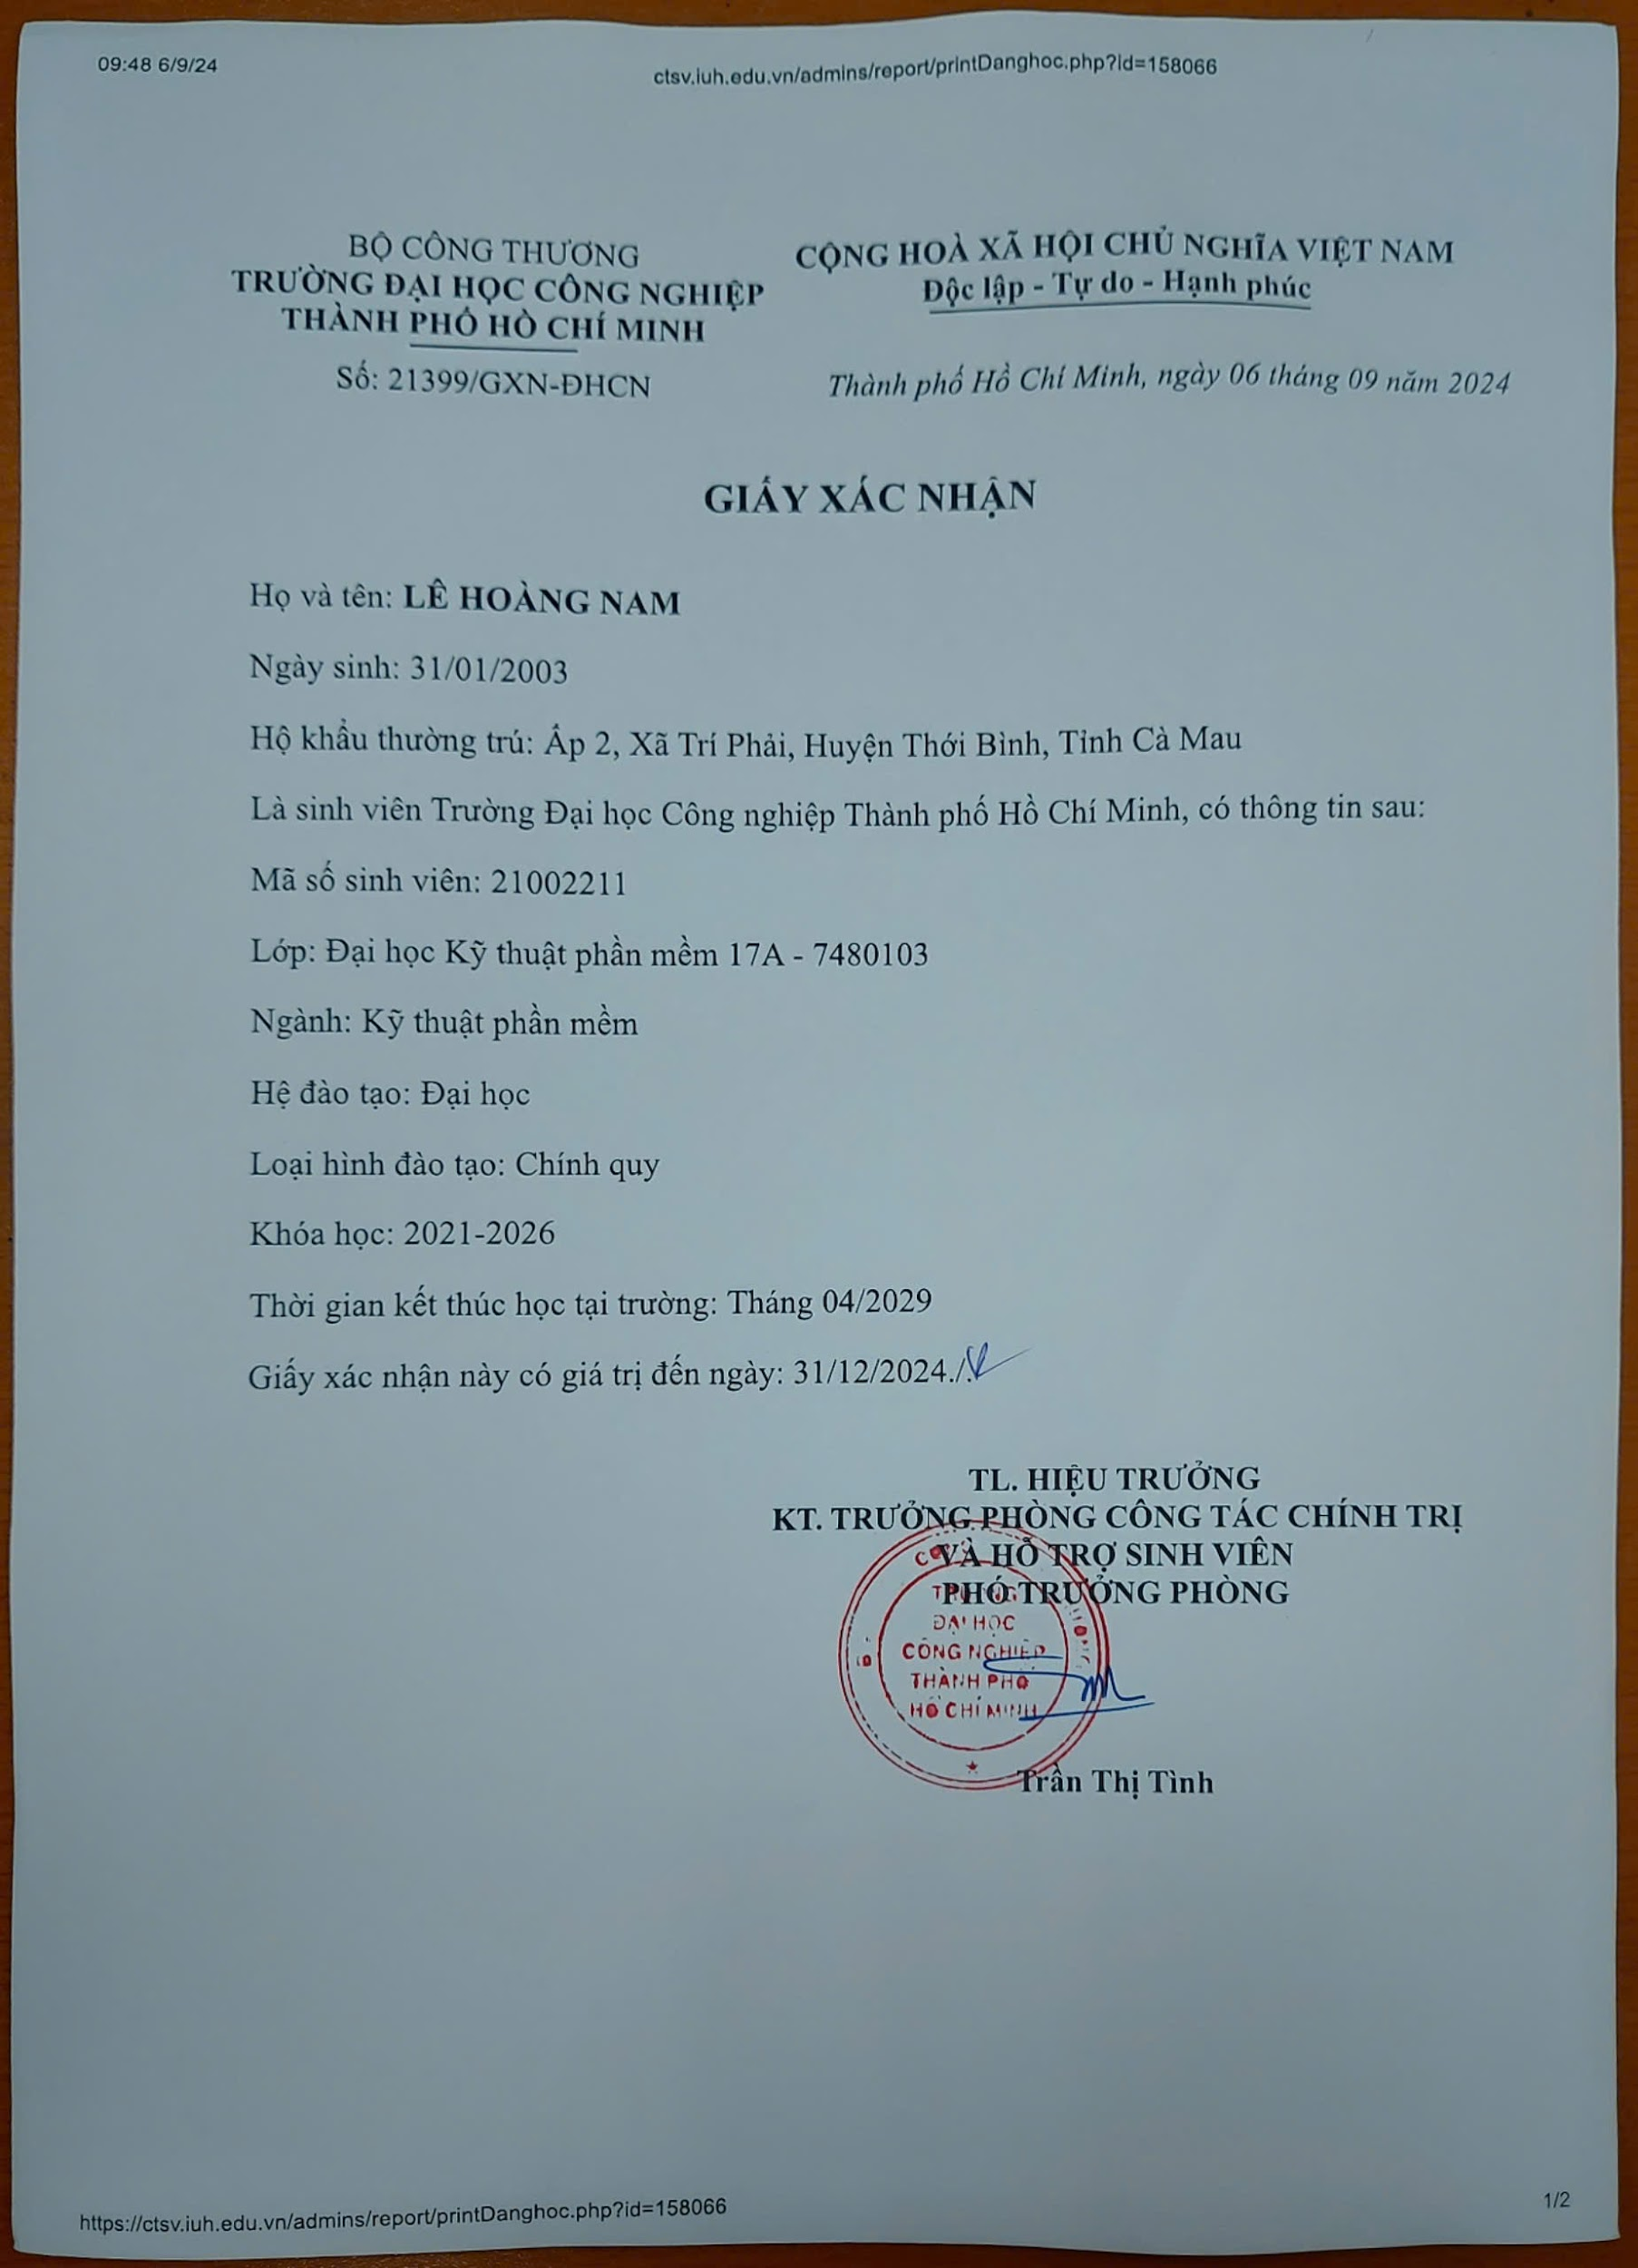 09:48 6/9/24
ctsv.iuh.edu.vn/admins/report/printDanghoc.php?id=158066
BỘ CÔNG THƯƠNG
TRƯỜNG ĐẠI HỌC CÔNG NGHIỆP
THÀNH PHỐ HỒ CHÍ MINH
Số: 21399/GXN-ĐHCN
CỘNG HOÀ XÃ HỘI CHỦ NGHĨA VIỆT NAM
Độc lập - Tự do - Hạnh phúc
Thành phố Hồ Chí Minh, ngày 06 tháng 09 năm 2024
GIẤY XÁC NHẬN
Họ và tên: LÊ HOÀNG NAM
Ngày sinh: 31/01/2003
Hộ khẩu thường trú: Ấp 2, Xã Trí Phải, Huyện Thới Bình, Tỉnh Cà Mau
Là sinh viên Trường Đại học Công nghiệp Thành phố Hồ Chí Minh, có thông tin sau:
Mã số sinh viên: 21002211
Lớp: Đại học Kỹ thuật phần mềm 17A - 7480103
Ngành: Kỹ thuật phần mềm
Hệ đào tạo: Đại học
Loại hình đào tạo: Chính quy
Khóa học: 2021-2026
Thời gian kết thúc học tại trường: Tháng 04/2029
Giấy xác nhận này có giá trị đến ngày: 31/12/2024./.
TL. HIỆU TRƯỞNG
KT. TRƯỞNG PHÒNG CÔNG TÁC CHÍNH TRỊ
VÀ HỖ TRỢ SINH VIÊN
PHÓ TRƯỞNG PHÒNG
TRƯỜNG
ĐẠI HỌC
CÔNG NGHIỆP
THÀNH PHỐ
HỒ CHÍ MINH
Trần Thị Tình
https://ctsv.iuh.edu.vn/admins/report/printDanghoc.php?id=158066
1/2